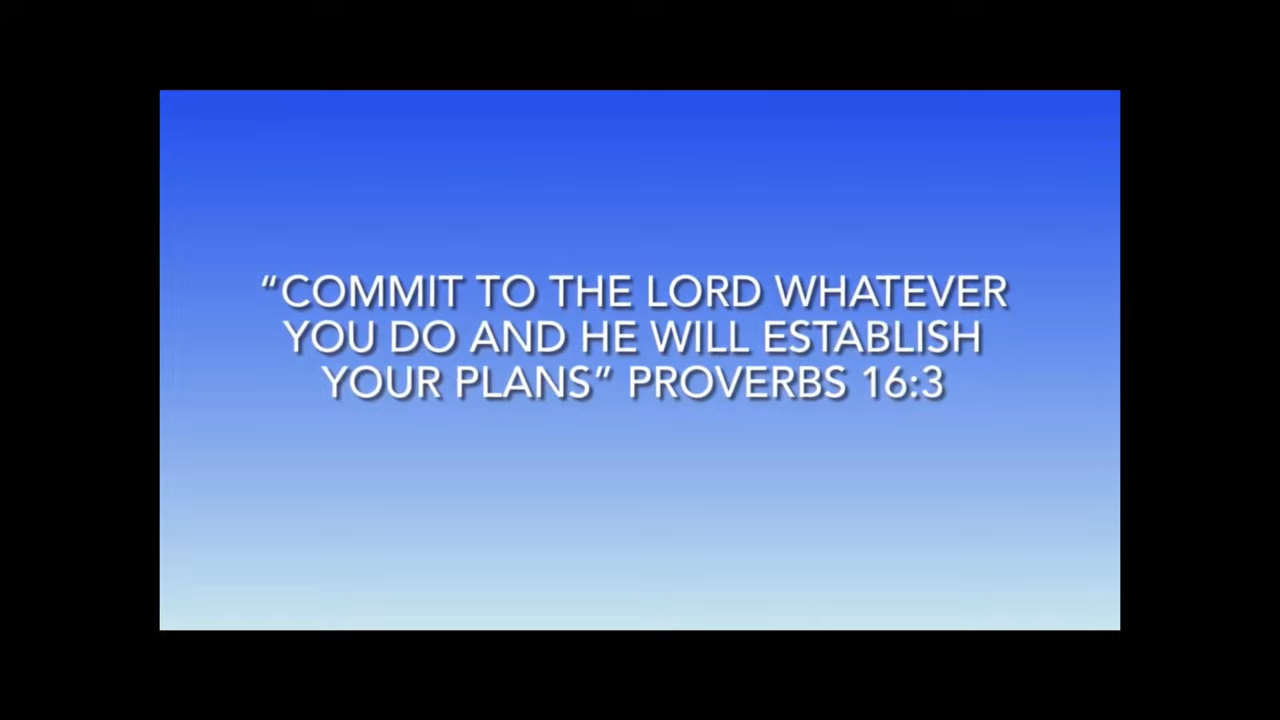 “COMMIT TO THE LORD WHATEVER
YOU DO AND HE WILL ESTABLISH
YOUR PLANS” PROVERBS 16:3